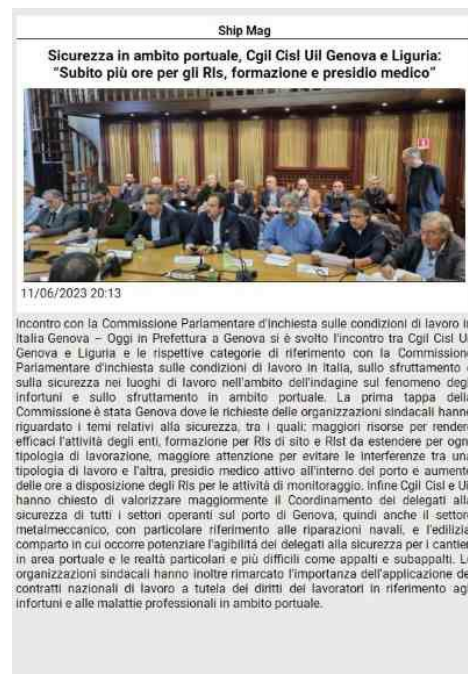 Ship Mag
Sicurezza in ambito portuale, Cgil Cisl Uil Genova e Liguria:
"Subito più ore per gli Rls, formazione e presidio medico"
11/06/2023 20:13
Incontro con la Commissione Parlamentare d'inchiesta sulle condizioni di lavoro in
Italia Genova – Oggi in Prefettura a Genova si è svolto l'incontro tra Cgil Cisl Ui
Genova e Liguria e le rispettive categorie di riferimento con la Commissione
Parlamentare d'inchiesta sulle condizioni di lavoro in Italia, sullo sfruttamento e
sulla sicurezza nei luoghi di lavoro nell'ambito dell'indagine sul fenomeno degl
infortuni e sullo sfruttamento in ambito portuale. La prima tappa della
Commissione è stata Genova dove le richieste delle organizzazioni sindacali hanno
riguardato i temi relativi alla sicurezza, tra i quali: maggiori risorse per rendere
efficaci l'attività degli enti, formazione per Rls di sito e Rlst da estendere per ogni
tipologia di lavorazione, maggiore attenzione per evitare le interferenze tra una
tipologia di lavoro e l'altra, presidio medico attivo all'interno del porto e aumento
delle ore a disposizione degli Rls per le attività di monitoraggio. Infine Cgil Cisl e Ui
hanno chiesto di valorizzare maggiormente il Coordinamento dei delegati alla
sicurezza di tutti i settori operanti sul porto di Genova, quindi anche il settore
metalmeccanico, con particolare riferimento alle riparazioni navali, e l'edilizia
comparto in cui occorre potenziare l'agibilitá dei delegati alla sicurezza per i cantieri
in area portuale e le realtà particolari e più difficili come appalti e subappalti. Le
organizzazioni sindacali hanno inoltre rimarcato l'importanza dell'applicazione dei
contratti nazionali di lavoro a tutela dei diritti dei lavoratori in riferimento agl
infortuni e alle malattie professionali in ambito portuale.